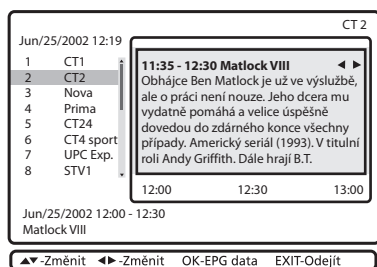 CT 2
Jun/25/2002 12:19
1 CT1
2 CT2
3 Nova
4 Prima
5 CT24
6 CT4 sport
7 UPC Exp.
8 STV1
11:35 - 12:30 Matlock VIII ◄ ►
Obhájce Ben Matlock je už ve výslužbě,
ale o práci není nouze. Jeho dcera mu
vydatně pomáhá a velice úspěšně
dovedou do zdárného konce všechny
případy. Americký seriál (1993). V titulní
roli Andy Griffith. Dále hrají B.T.
12:00 12:30 13:00
Jun/25/2002 12:00 - 12:30
Matlock VIII
▲▼-Změnit ◄►-Změnit OK-EPG data EXIT-Odejít